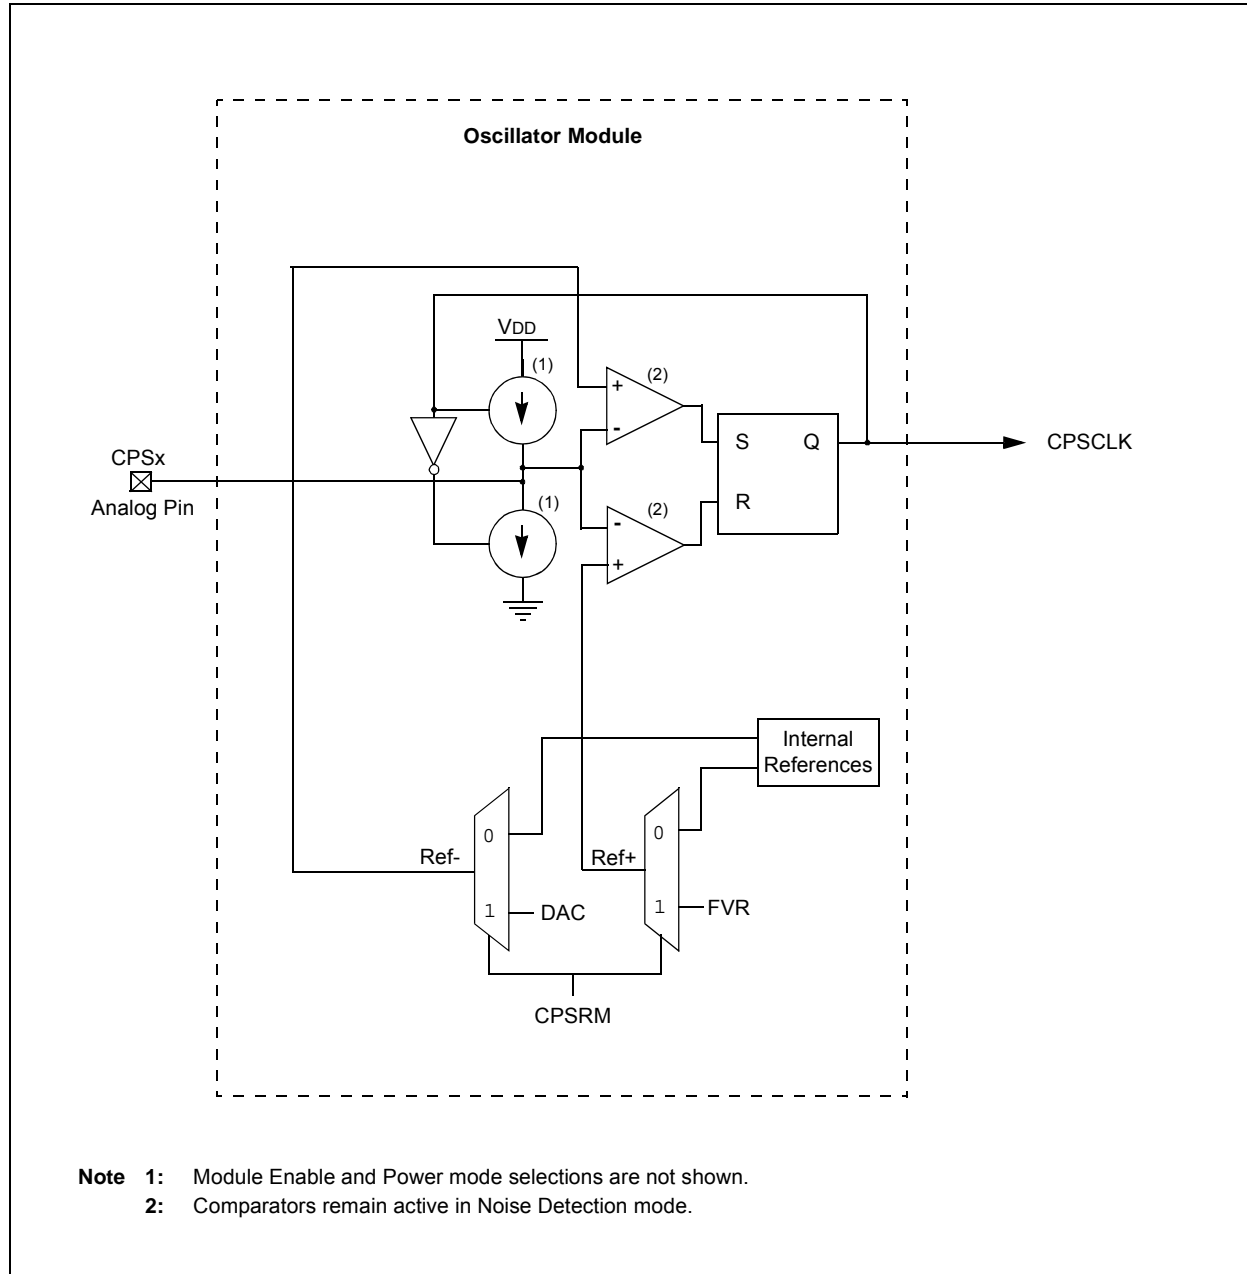 Oscillator Module
VDD
(1)
(2)
+
-
S Q
CPSCLK
CPSx
Analog Pin
(1)
(2)
R
-
+
Internal
References
0
0
Ref-
Ref+
1
DAC
1
FVR
CPSRM
Note 1: Module Enable and Power mode selections are not shown.
2: Comparators remain active in Noise Detection mode.